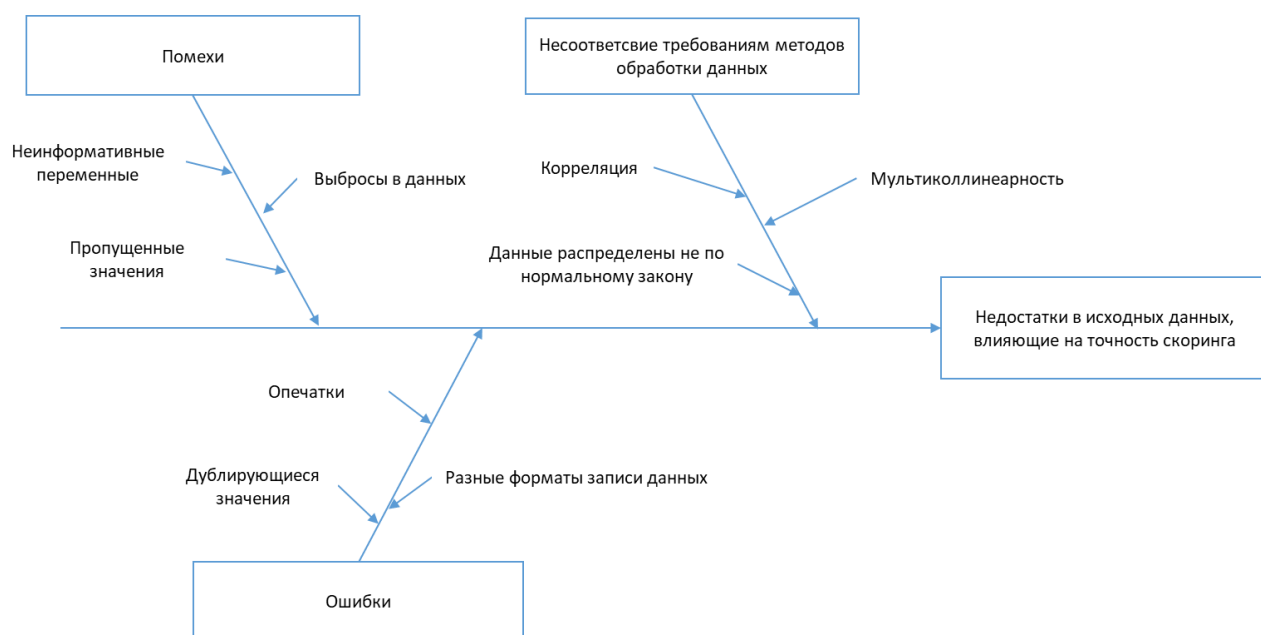 Помехи
Несоответсвие требованиям методов
обработки данных
Неинформативные
переменные
Выбросы в данных
Пропущенные
значения
Корреляция
Мультиколлинеарность
Данные распределены не по
нормальному закону
Недостатки в исходных данных,
влияющие на точность скоринга
Опечатки
Дублирующиеся
значения
Разные форматы записи данных
Ошибки